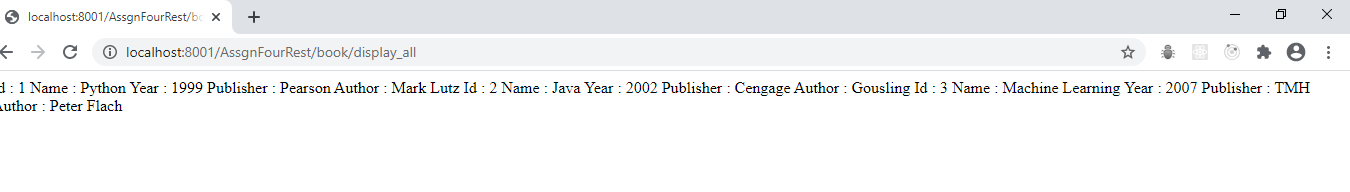 localhost:8001/AssgnFourRest/bo
localhost:8001/AssgnFourRest/book/display_all
d : 1 Name : Python Year : 1999 Publisher : Pearson Author : Mark Lutz Id : 2 Name : Java Year : 2002 Publisher : Cengage Author : Gousling Id : 3 Name : Machine Learning Year : 2007 Publisher : TMH
Author : Peter Flach